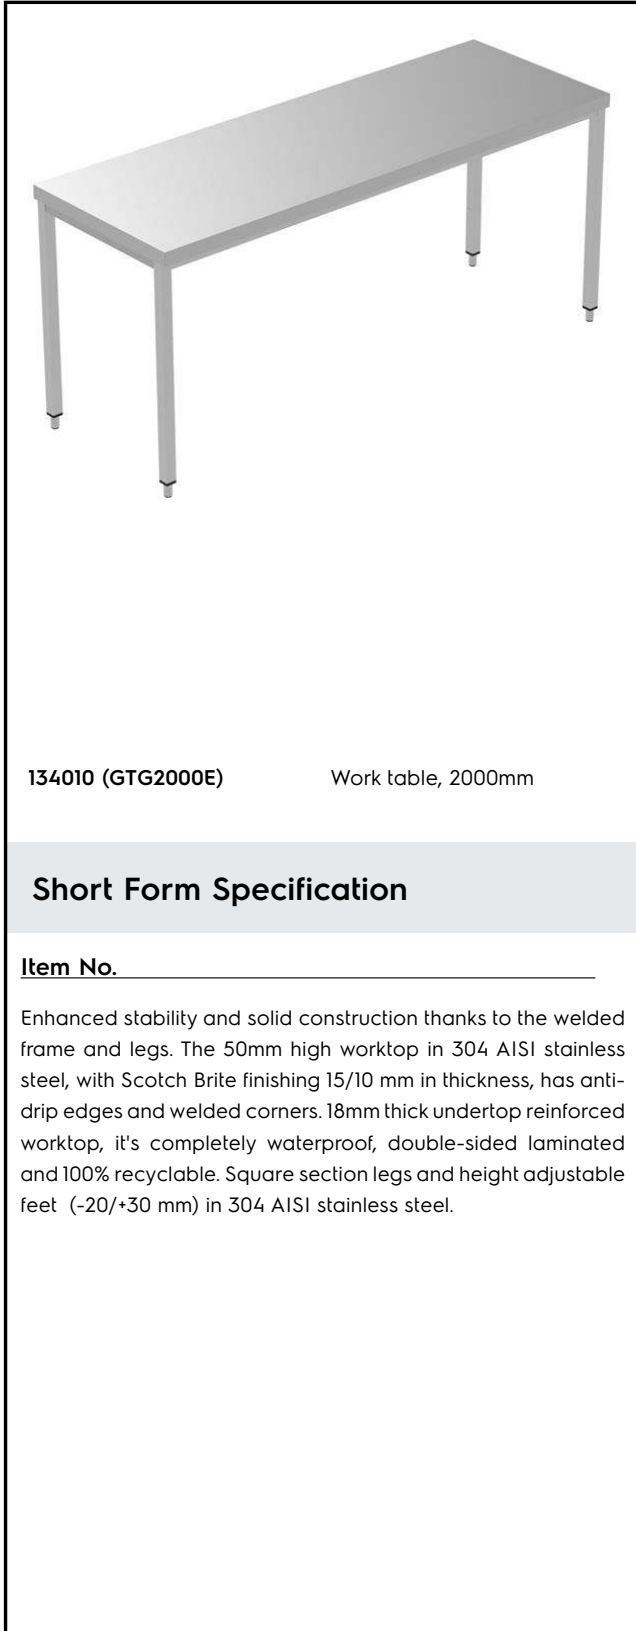 134010 (GTG2000E) Work table, 2000mm
Short Form Specification
Item No.
Enhanced stability and solid construction thanks to the welded
frame and legs. The 50mm high worktop in 304 AISI stainless
steel, with Scotch Brite finishing 15/10 mm in thickness, has anti-
drip edges and welded corners. 18mm thick undertop reinforced
worktop, it's completely waterproof, double-sided laminated
and 100% recyclable. Square section legs and height adjustable
feet (-20/+30 mm) in 304 AISI stainless steel.